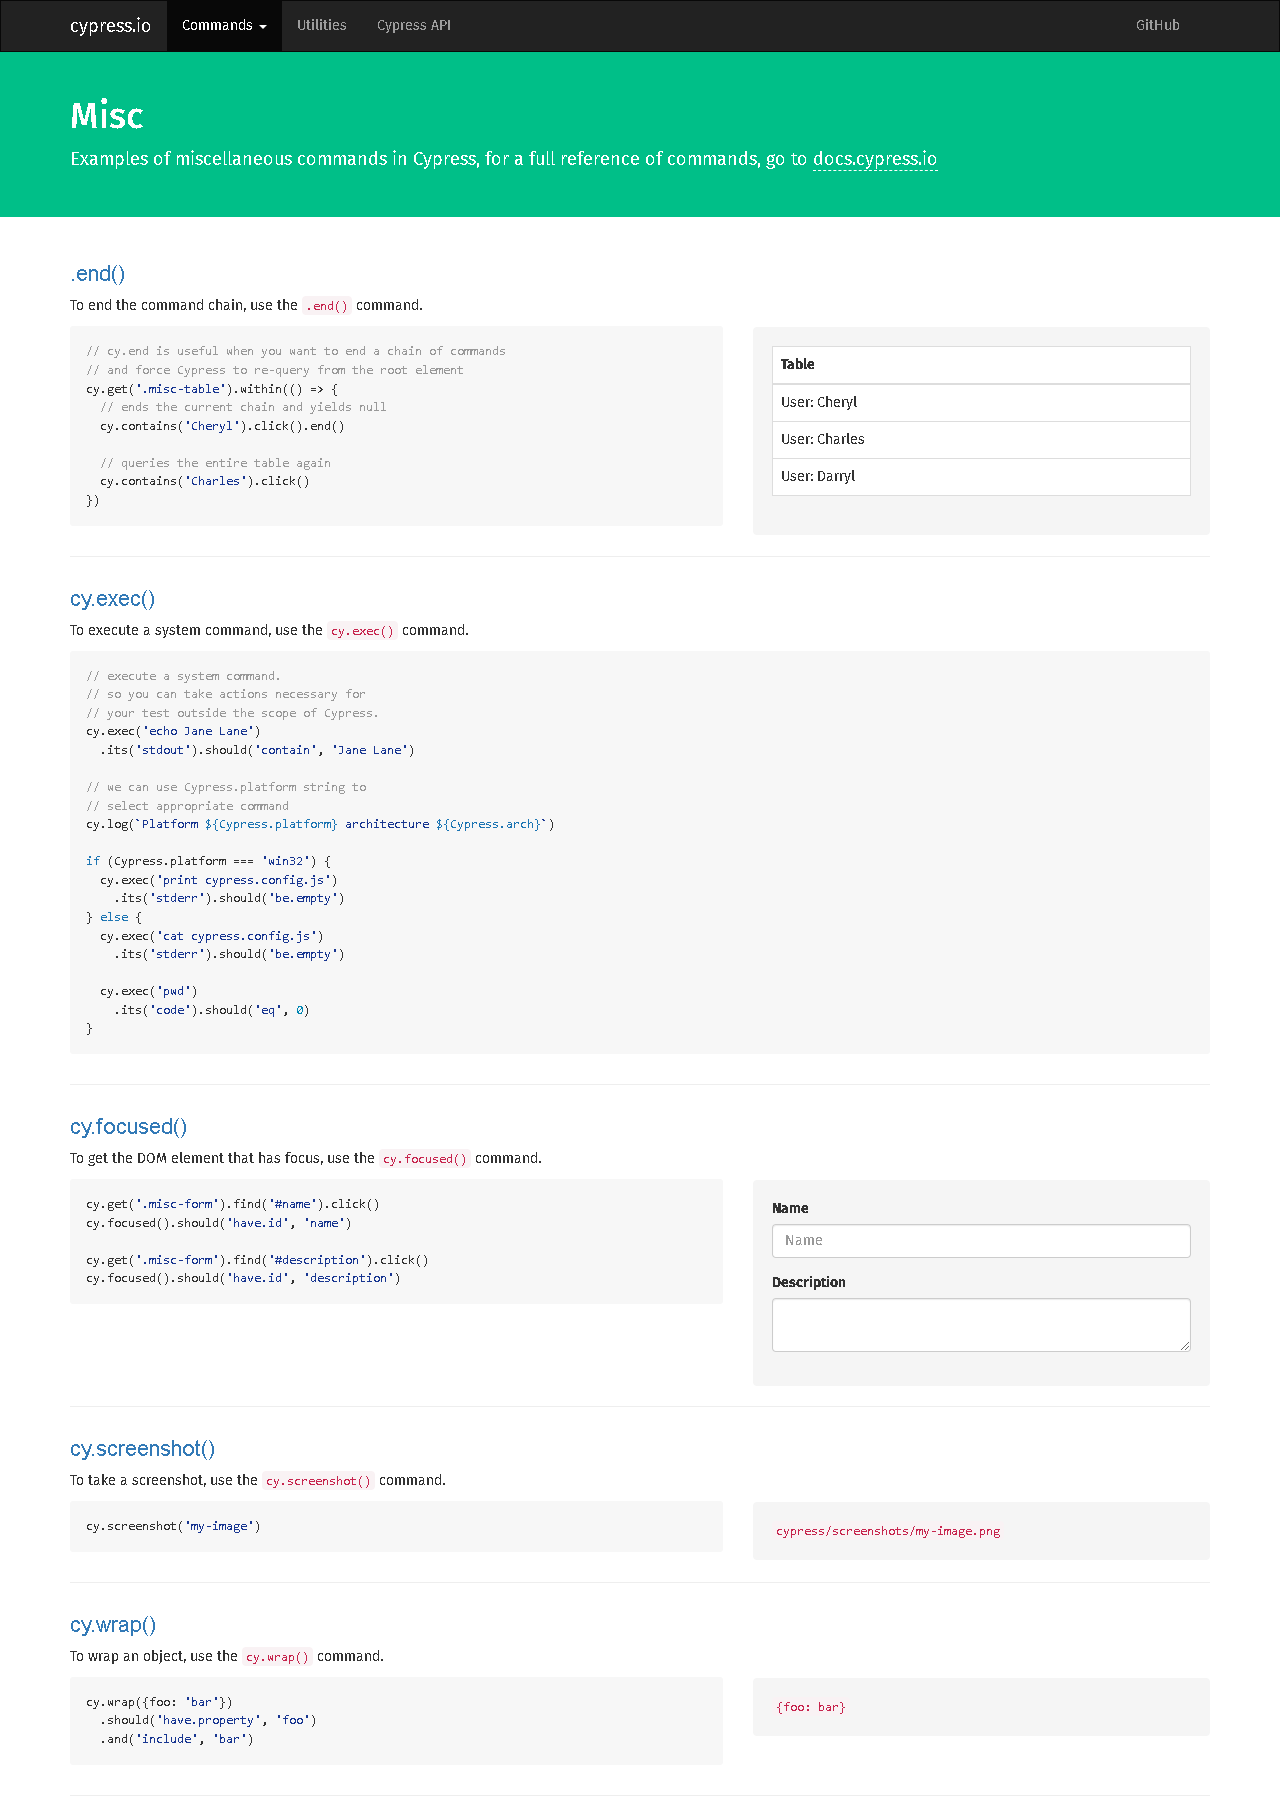 cypress.io
Commands
Utilities
Cypress API
GitHub
Misc
Examples of miscellaneous commands in Cypress, for a full reference of commands, go to docs.cypress.io
.end()
To end the command chain, use the .end() command.
// cy.end is useful when you want to end a chain of commands
// and force Cypress to re-query from the root element
cy.get('.misc-table').within(() => {
  // ends the current chain and yields null
  cy.contains('Cheryl').click().end()

  // queries the entire table again
  cy.contains('Charles').click()
})
Table
User: Cheryl
User: Charles
User: Darryl
cy.exec()
To execute a system command, use the cy.exec() command.
// execute a system command.
// so you can take actions necessary for
// your test outside the scope of Cypress.
cy.exec('echo Jane Lane')
  .its('stdout').should('contain', 'Jane Lane')

// we can use Cypress.platform string to
// select appropriate command
cy.log(`Platform ${Cypress.platform} architecture ${Cypress.arch}`)

if (Cypress.platform === 'win32') {
  cy.exec('print cypress.config.js')
    .its('stderr').should('be.empty')
} else {
  cy.exec('cat cypress.config.js')
    .its('stderr').should('be.empty')

  cy.exec('pwd')
    .its('code').should('eq', 0)
}
cy.focused()
To get the DOM element that has focus, use the cy.focused() command.
cy.get('.misc-form').find('#name').click()
cy.focused().should('have.id', 'name')

cy.get('.misc-form').find('#description').click()
cy.focused().should('have.id', 'description')
Name
Name
Description
cy.screenshot()
To take a screenshot, use the cy.screenshot() command.
cy.screenshot('my-image')
cypress/screenshots/my-image.png
cy.wrap()
To wrap an object, use the cy.wrap() command.
cy.wrap({foo: 'bar'})
  .should('have.property', 'foo')
  .and('include', 'bar')
{foo: bar}